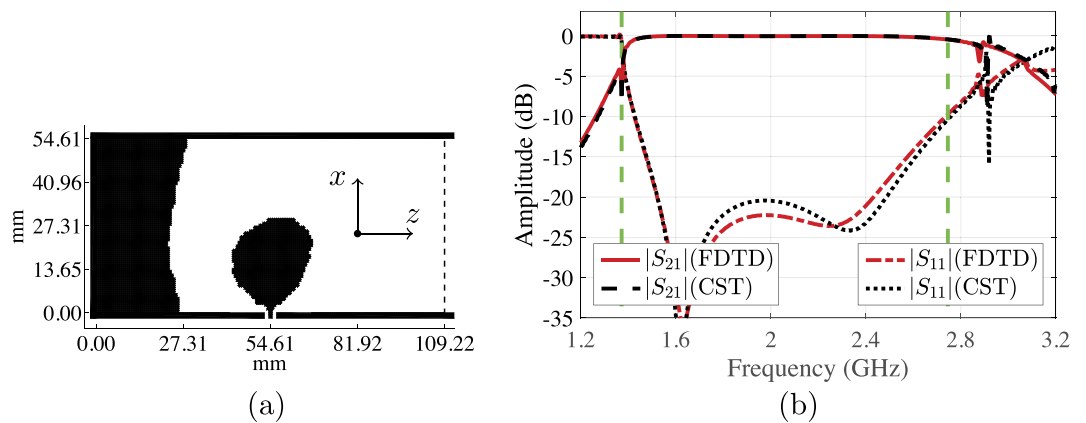 (a)
54.61
40.96
27.31
13.65
0.00
mm
x
z
0.00 27.31 54.61 81.92 109.22
mm
(a)
(b)
0
-5
-10
-15
-20
-25
-30
-35
Amplitude (dB)
|S21|(FDTD)
|S21|(CST)
|S11|(FDTD)
|S11|(CST)
1.2 1.6 2 2.4 2.8 3.2
Frequency (GHz)
(b)